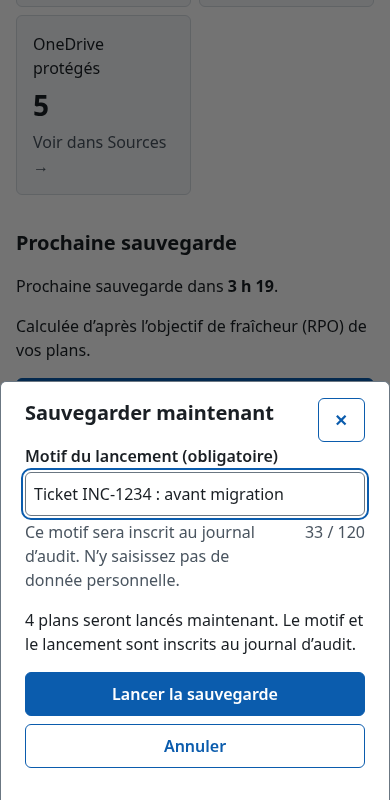 OneDrive
protégés
5
Voir dans Sources
→
Prochaine sauvegarde
Prochaine sauvegarde dans 3 h 19.
Calculée d’après l’objectif de fraîcheur (RPO) de
vos plans.
Sauvegarder maintenant
×
Motif du lancement (obligatoire)
Ticket INC-1234 : avant migration
Ce motif sera inscrit au journal
d’audit. N’y saisissez pas de
donnée personnelle.
33 / 120
4 plans seront lancés maintenant. Le motif et
le lancement sont inscrits au journal d’audit.
Lancer la sauvegarde
Annuler